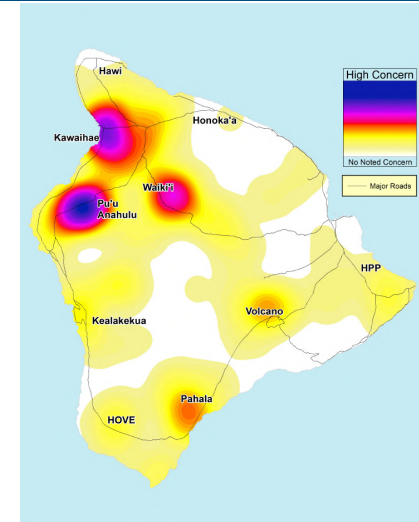 Hawi
High Concern
Honoka'a
Kawaihae
No Noted Concern
Waiki'i
Major Roads
Pu'u
Anahulu
HPP
Volcano
Kealakekua
Pahala
HOVE